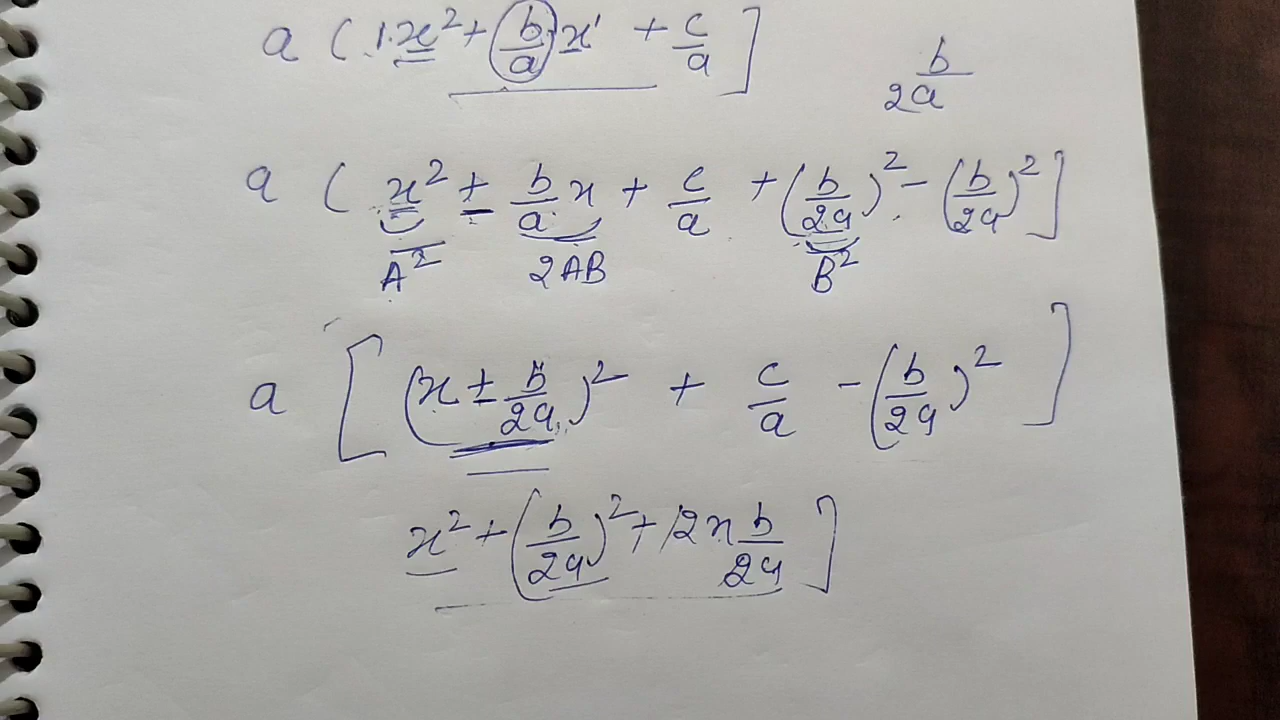 a ( 1.x² + (b/a) x¹ + c/a ]
b/2a
a ( x² ± b/a x + c/a + (b/2a)² - (b/2a)² ]
A² 2AB B²
a [ (x ± b/2a)² + c/a - (b/2a)² ]
x² + (b/2a)² + 2x b/2a ]